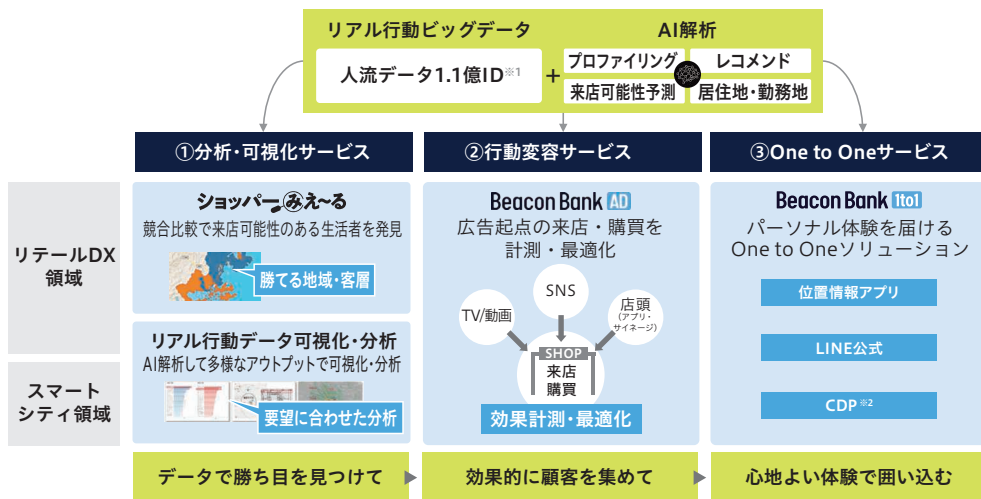 リアル行動ビッグデータ
AI解析
人流データ1.1億ID※1
+
プロファイリング
レコメンド
来店可能性予測
居住地・勤務地
①分析・可視化サービス
②行動変容サービス
③One to Oneサービス
リテールDX
領域
スマート
シティ領域
ショッパーみえ~る
競合比較で来店可能性のある生活者を発見
勝てる地域・客層
リアル行動データ可視化・分析
AI解析して多様なアウトプットで可視化・分析
要望に合わせた分析
Beacon Bank AD
広告起点の来店・購買を
計測・最適化
TV/動画
SNS
店頭
(アプリ・
サイネージ)
SHOP
来店
購買
効果計測・最適化
Beacon Bank 1to1
パーソナル体験を届ける
One to Oneソリューション
位置情報アプリ
LINE公式
CDP※2
データで勝ち目を見つけて
効果的に顧客を集めて
心地よい体験で囲い込む